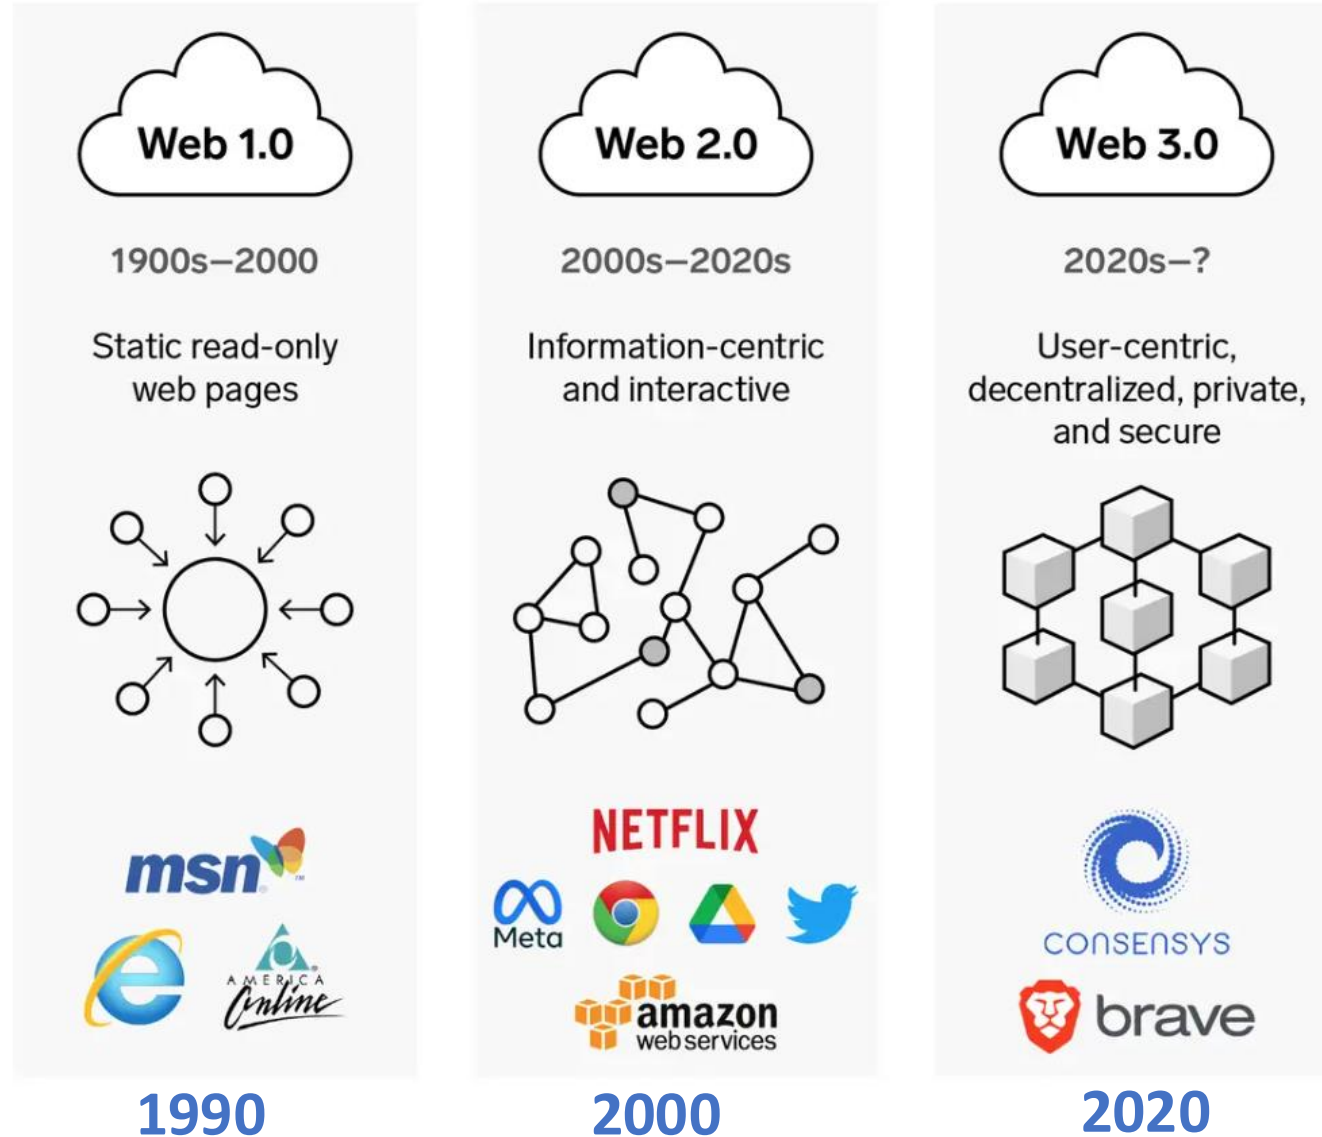 Web 1.0
1900s–2000
Static read-only
web pages
msn
AMERICA
Online
1990
Web 2.0
2000s–2020s
Information-centric
and interactive
NETFLIX
Meta
amazon
web services
2000
Web 3.0
2020s–?
User-centric,
decentralized, private,
and secure
CONSENSYS
brave
2020